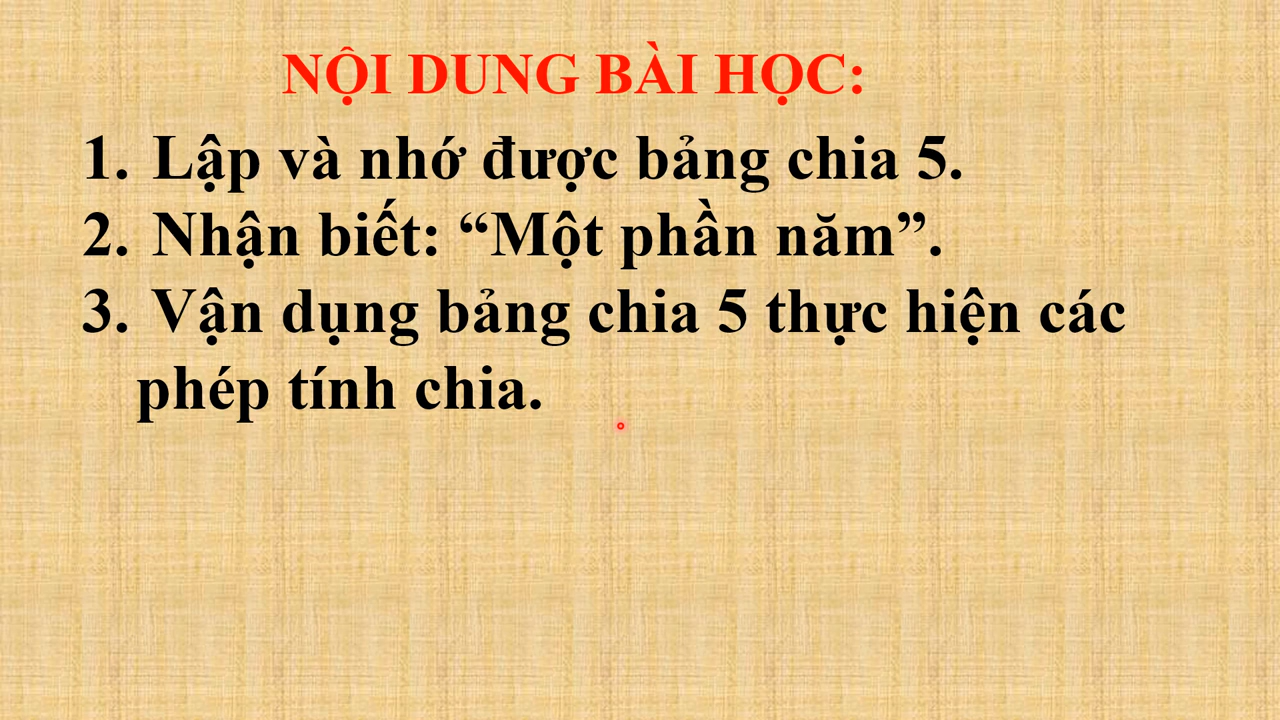 NỘI DUNG BÀI HỌC:
1. Lập và nhớ được bảng chia 5.
2. Nhận biết: “Một phần năm”.
3. Vận dụng bảng chia 5 thực hiện các
phép tính chia.